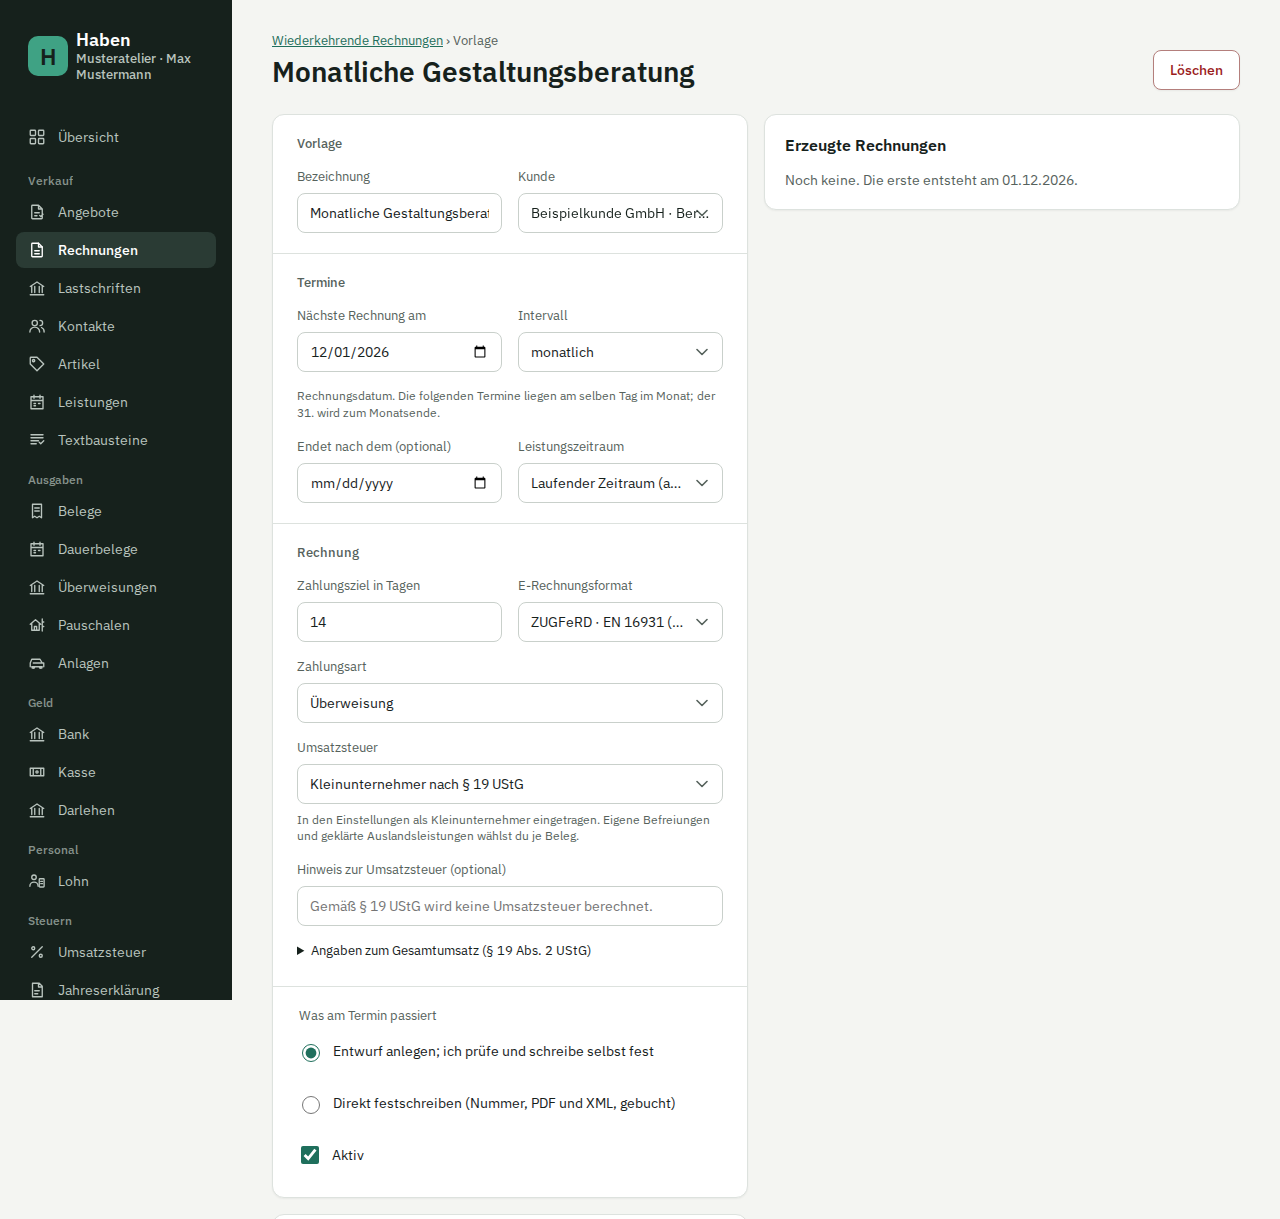 H
Haben
Musteratelier · Max
Mustermann
Übersicht
Verkauf
Angebote
Rechnungen
Lastschriften
Kontakte
Artikel
Leistungen
Textbausteine
Ausgaben
Belege
Dauerbelege
Überweisungen
Pauschalen
Anlagen
Geld
Bank
Kasse
Darlehen
Personal
Lohn
Steuern
Umsatzsteuer
Jahreserklärung
Wiederkehrende Rechnungen › Vorlage
Monatliche Gestaltungsberatung
Löschen
Vorlage
Bezeichnung
Kunde
Monatliche Gestaltungsberat
Beispielkunde GmbH · Ber...
Termine
Nächste Rechnung am
Intervall
12/01/2026
monatlich
Rechnungsdatum. Die folgenden Termine liegen am selben Tag im Monat; der
31. wird zum Monatsende.
Endet nach dem (optional)
Leistungszeitraum
mm/dd/yyyy
Laufender Zeitraum (a...
Rechnung
Zahlungsziel in Tagen
E-Rechnungsformat
14
ZUGFeRD · EN 16931 (...
Zahlungsart
Überweisung
Umsatzsteuer
Kleinunternehmer nach § 19 UStG
In den Einstellungen als Kleinunternehmer eingetragen. Eigene Befreiungen
und geklärte Auslandsleistungen wählst du je Beleg.
Hinweis zur Umsatzsteuer (optional)
Gemäß § 19 UStG wird keine Umsatzsteuer berechnet.
Angaben zum Gesamtumsatz (§ 19 Abs. 2 UStG)
Was am Termin passiert
Entwurf anlegen; ich prüfe und schreibe selbst fest
Direkt festschreiben (Nummer, PDF und XML, gebucht)
Aktiv
Erzeugte Rechnungen
Noch keine. Die erste entsteht am 01.12.2026.